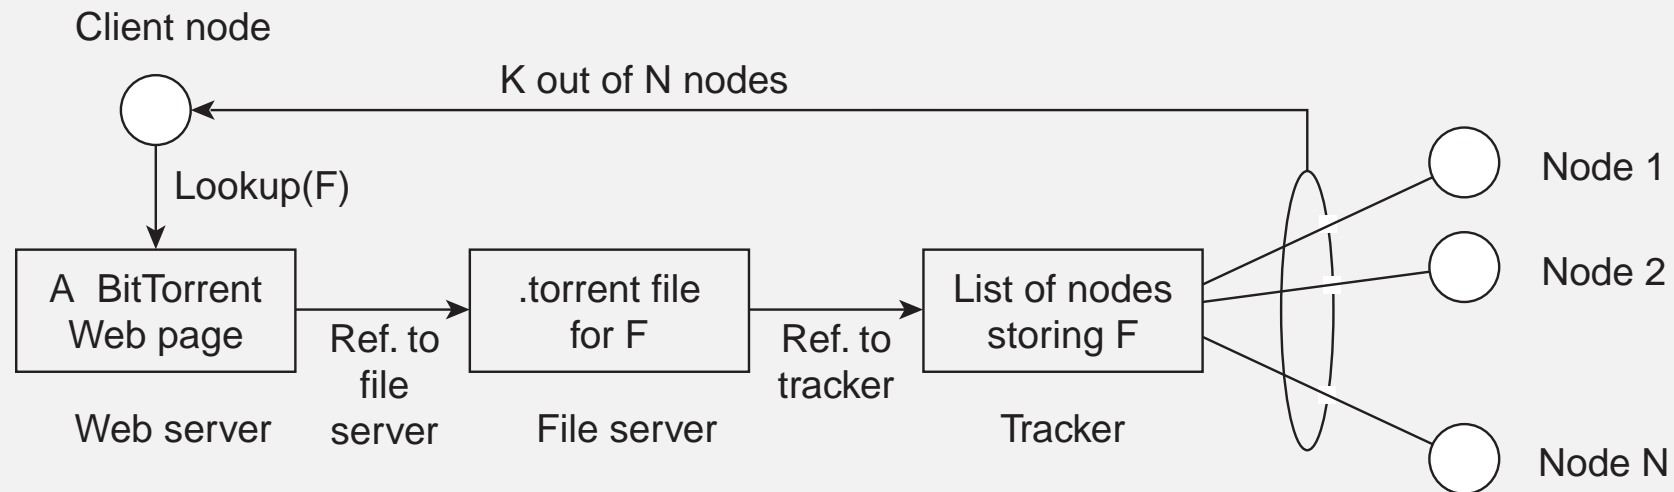 Client node
K out of N nodes
Lookup(F)
Node 1
Node 2
A BitTorrent
Web page
Ref. to
file
server
.torrent file
for F
Ref. to
tracker
List of nodes
storing F
Web server
File server
Tracker
Node N